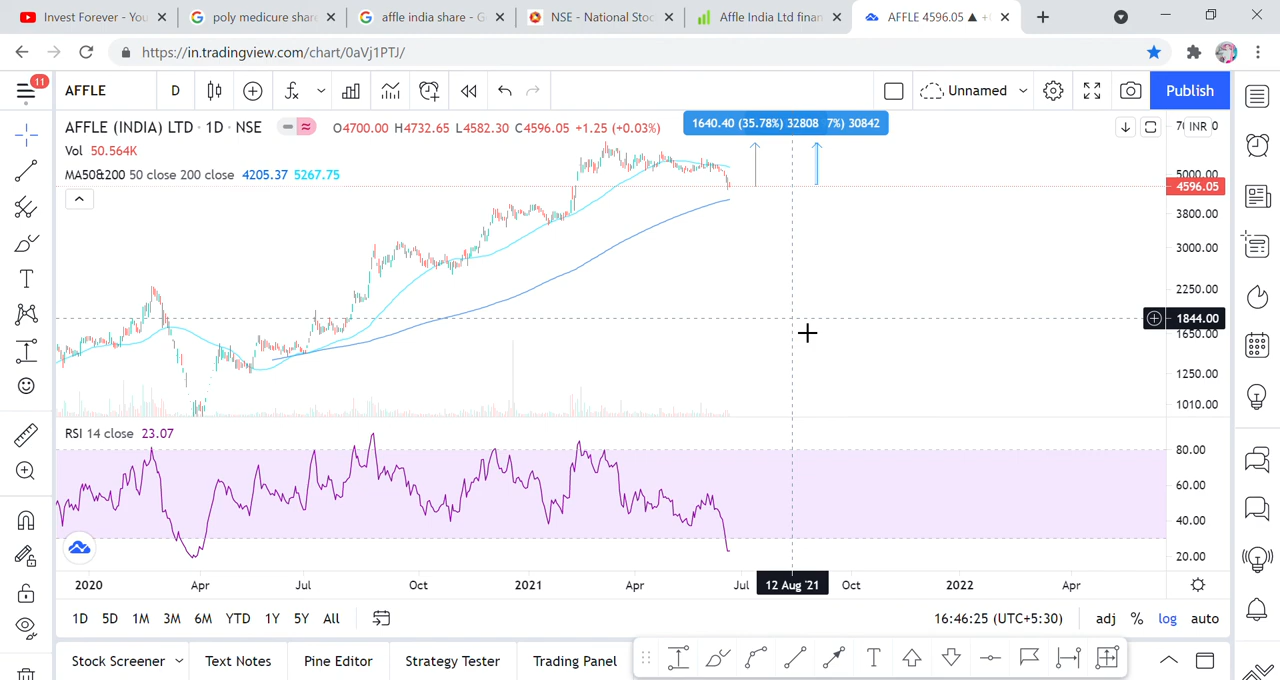 Invest Forever - You
poly medicure share
affle india share - G
NSE - National Stoc
Affle India Ltd finan
AFFLE 4596.05 ▲ +
https://in.tradingview.com/chart/0aVj1PTJ/
11
AFFLE
D
Unnamed
Publish
AFFLE (INDIA) LTD · 1D · NSE
O4700.00 H4732.65 L4582.30 C4596.05 +1.25 (+0.03%)
1640.40 (35.78%) 32808 7%) 30842
INR
Vol 50.564K
MA50&200 50 close 200 close 4205.37 5267.75
5000.00
4596.05
3800.00
3000.00
2250.00
1844.00
1650.00
1250.00
1010.00
RSI 14 close 23.07
80.00
60.00
40.00
20.00
2020 Apr Jul Oct 2021 Apr Jul 12 Aug '21 Oct 2022 Apr
1D 5D 1M 3M 6M YTD 1Y 5Y All
16:46:25 (UTC+5:30) adj % log auto
Stock Screener
Text Notes
Pine Editor
Strategy Tester
Trading Panel